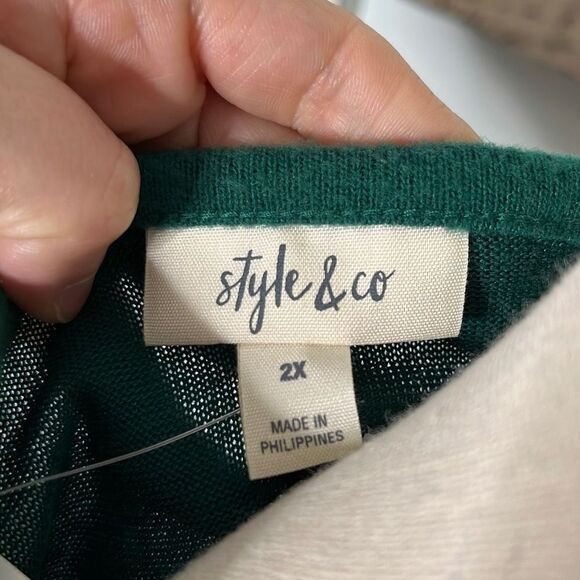 style & co
2X
MADE IN
PHILIPPINES